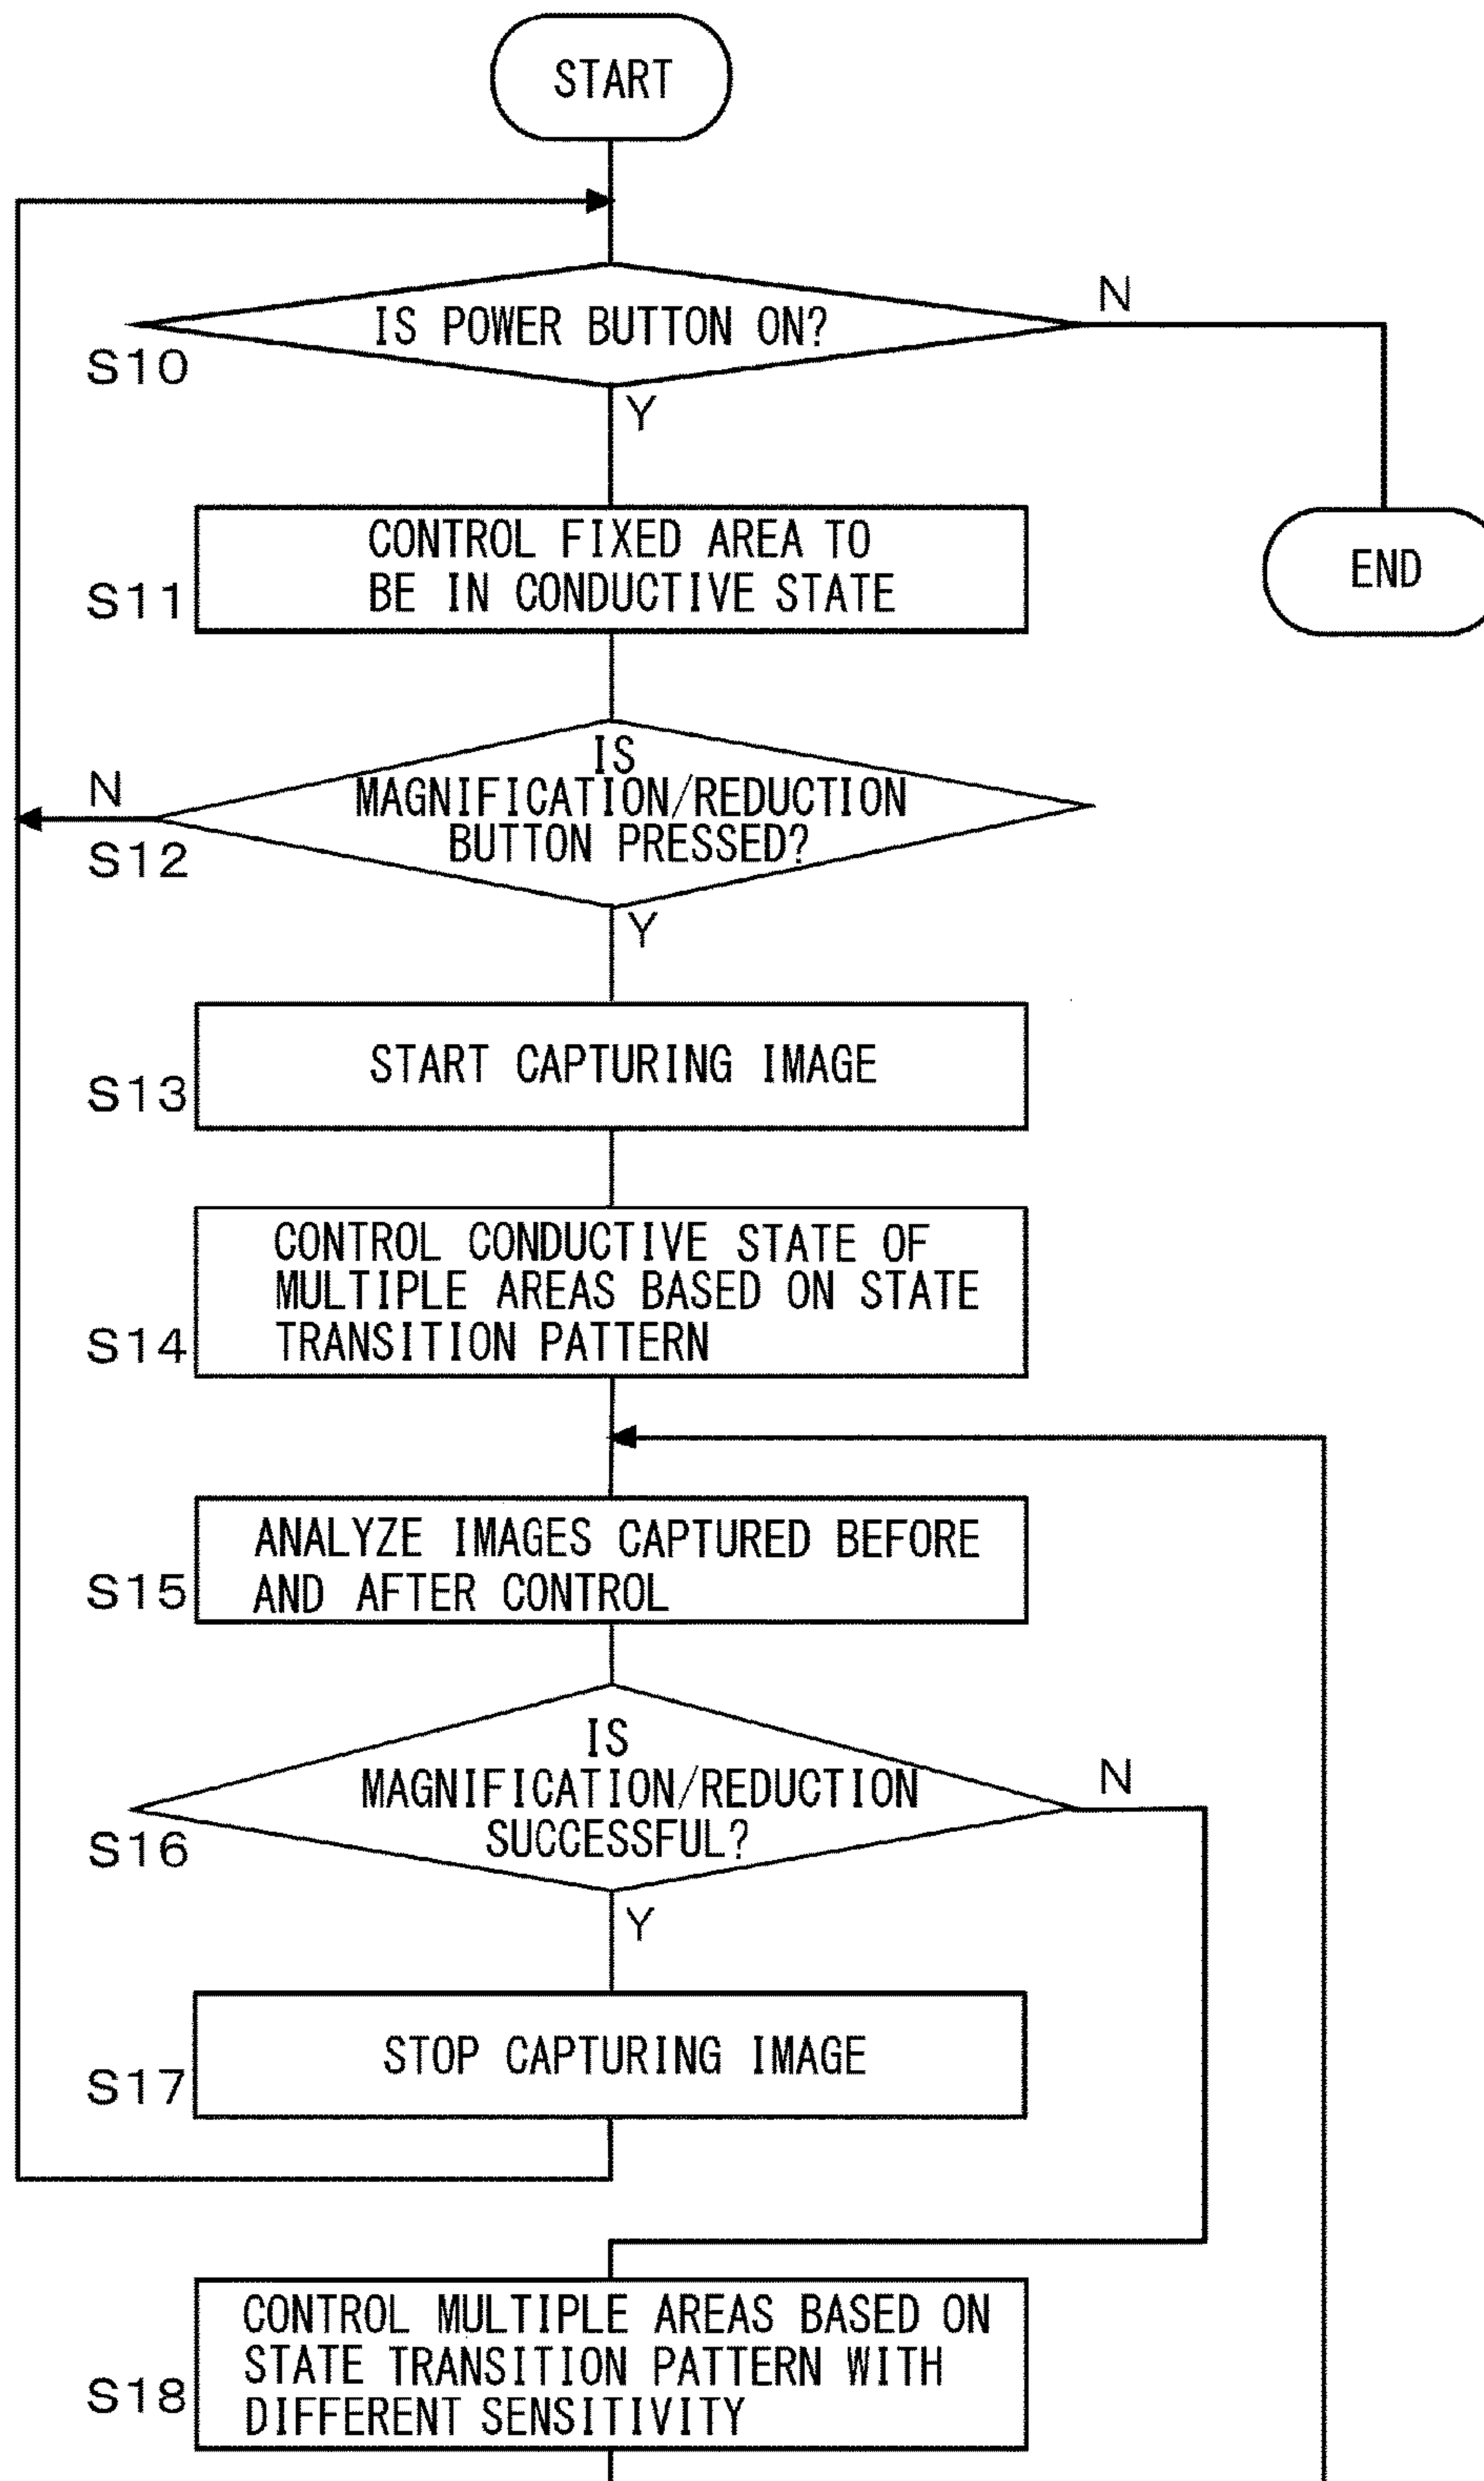 START
IS POWER BUTTON ON?
N
S10
Y
CONTROL FIXED AREA TO
BE IN CONDUCTIVE STATE
S11
END
IS
MAGNIFICATION/REDUCTION
BUTTON PRESSED?
N
S12
Y
START CAPTURING IMAGE
S13
CONTROL CONDUCTIVE STATE OF
MULTIPLE AREAS BASED ON STATE
TRANSITION PATTERN
S14
ANALYZE IMAGES CAPTURED BEFORE
AND AFTER CONTROL
S15
IS
MAGNIFICATION/REDUCTION
SUCCESSFUL?
N
S16
Y
STOP CAPTURING IMAGE
S17
CONTROL MULTIPLE AREAS BASED ON
STATE TRANSITION PATTERN WITH
DIFFERENT SENSITIVITY
S18